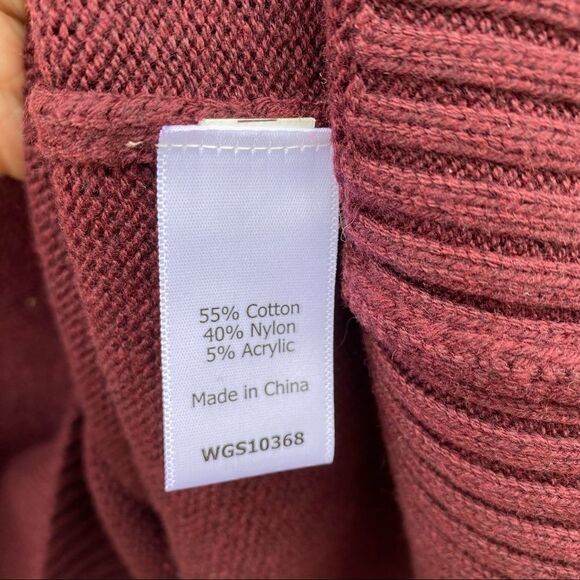 55% Cotton
40% Nylon
5% Acrylic
Made in China
WGS10368